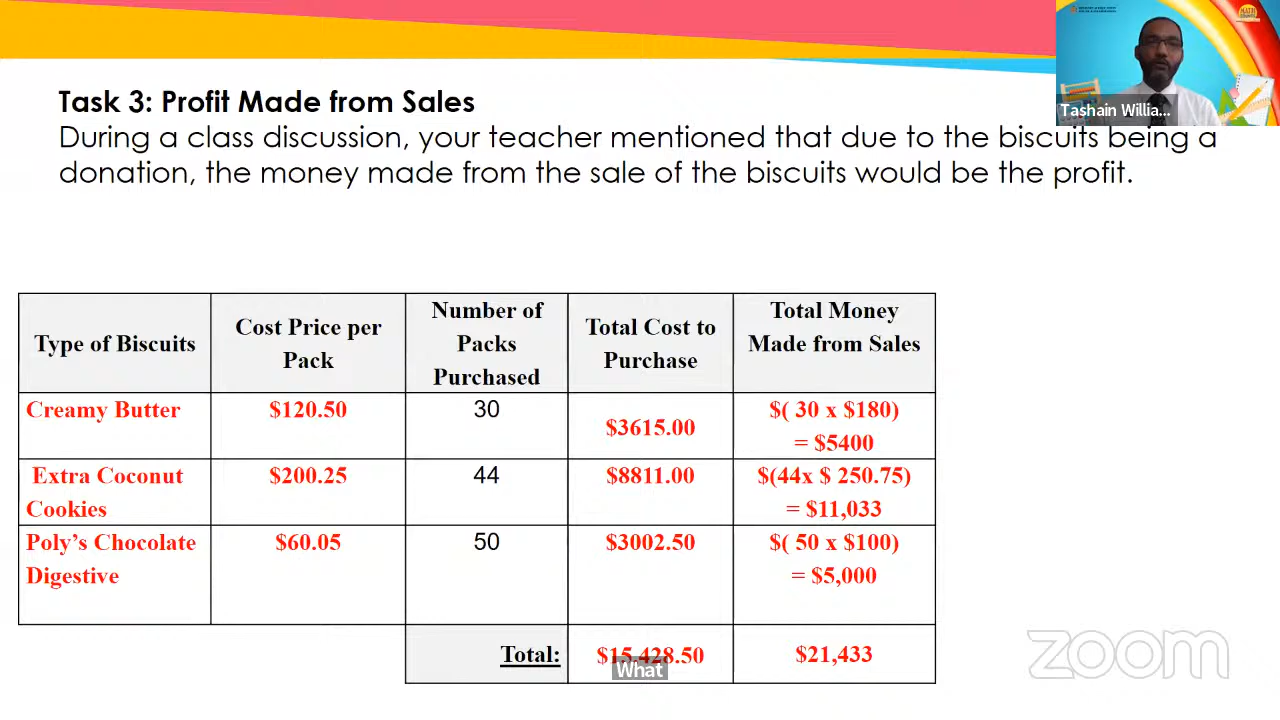 MATH
Tashain Willia...
Task 3: Profit Made from Sales
During a class discussion, your teacher mentioned that due to the biscuits being a
donation, the money made from the sale of the biscuits would be the profit.
Type of Biscuits
Cost Price per
Pack
Number of
Packs
Purchased
Total Cost to
Purchase
Total Money
Made from Sales
Creamy Butter
$120.50
30
$3615.00
$( 30 x $180)
= $5400
Extra Coconut
Cookies
$200.25
44
$8811.00
$(44x $ 250.75)
= $11,033
Poly's Chocolate
Digestive
$60.05
50
$3002.50
$( 50 x $100)
= $5,000
Total:
$15,428.50
$21,433
What
zoom